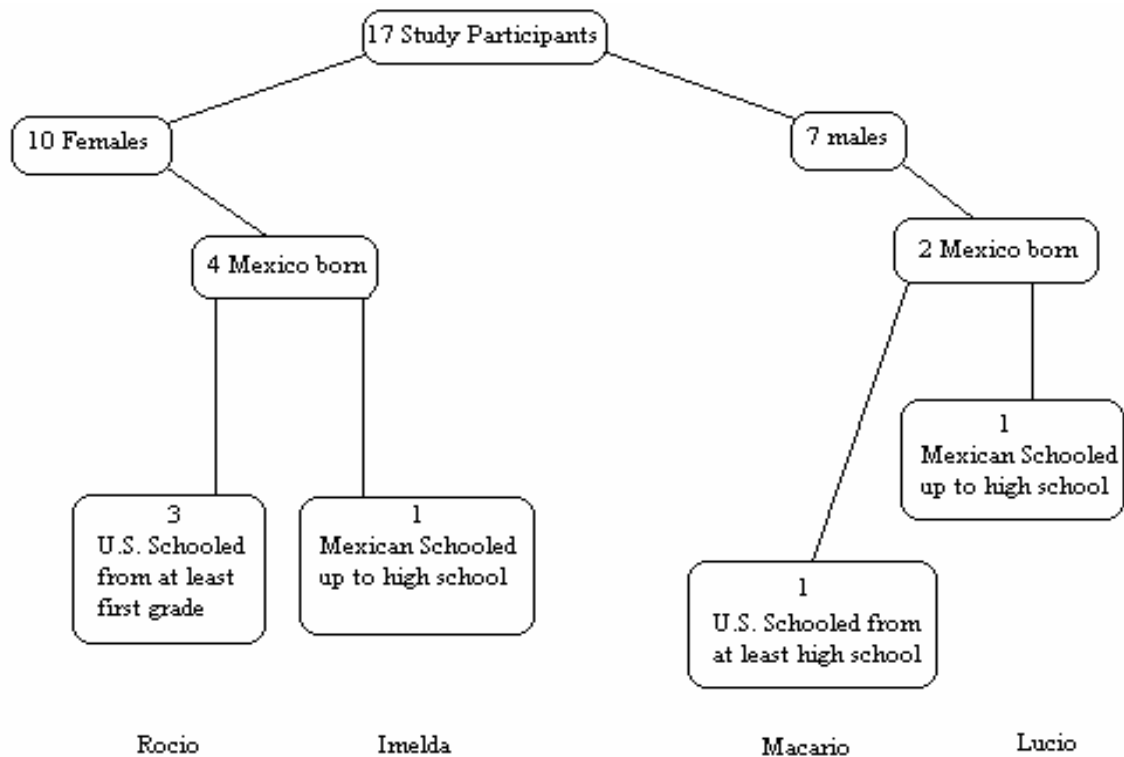 17 Study Participants
10 Females
7 males
4 Mexico born
2 Mexico born
1
Mexican Schooled
up to high school
3
U.S. Schooled
from at least
first grade
1
Mexican Schooled
up to high school
1
U.S. Schooled from
at least high school
Rocio
Imelda
Macario
Lucio